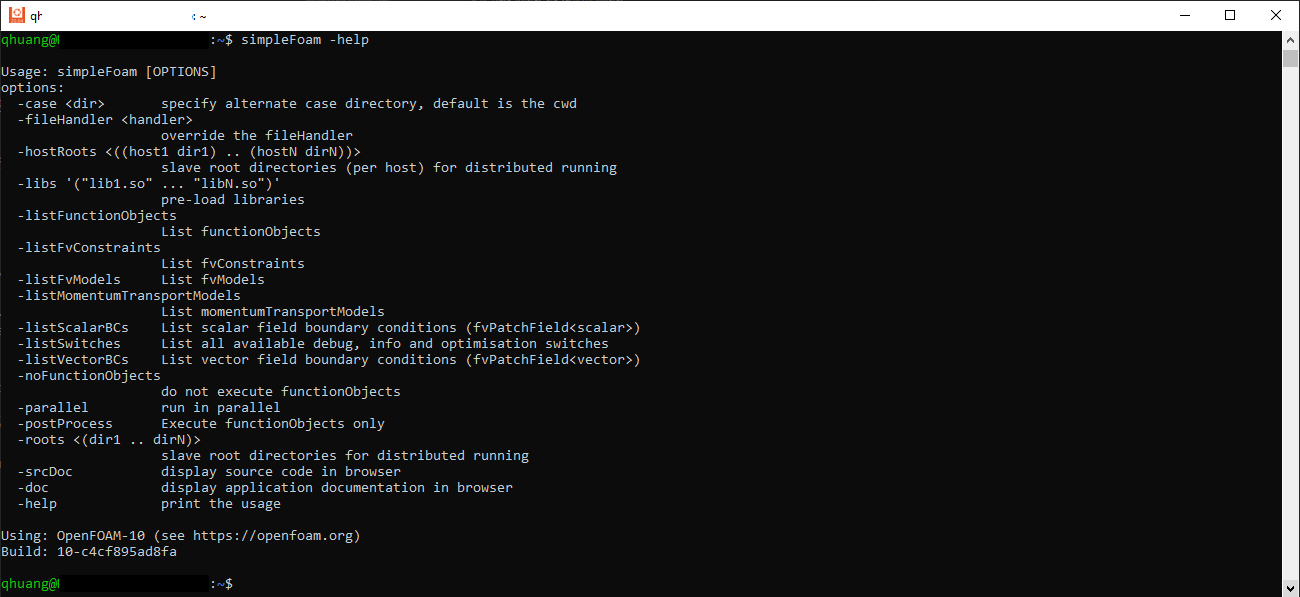 qh : ~
qhuang@ :~$ simpleFoam -help
Usage: simpleFoam [OPTIONS]
options:
-case <dir> specify alternate case directory, default is the cwd
-fileHandler <handler>
override the fileHandler
-hostRoots <((host1 dir1) .. (hostN dirN))>
slave root directories (per host) for distributed running
-libs '("lib1.so" ... "libN.so")'
pre-load libraries
-listFunctionObjects
List functionObjects
-listFvConstraints
List fvConstraints
-listFvModels List fvModels
-listMomentumTransportModels
List momentumTransportModels
-listScalarBCs List scalar field boundary conditions (fvPatchField<scalar>)
-listSwitches List all available debug, info and optimisation switches
-listVectorBCs List vector field boundary conditions (fvPatchField<vector>)
-noFunctionObjects
do not execute functionObjects
-parallel run in parallel
-postProcess Execute functionObjects only
-roots <(dir1 .. dirN)>
slave root directories for distributed running
-srcDoc display source code in browser
-doc display application documentation in browser
-help print the usage
Using: OpenFOAM-10 (see https://openfoam.org)
Build: 10-c4cf895ad8fa
qhuang@ :~$